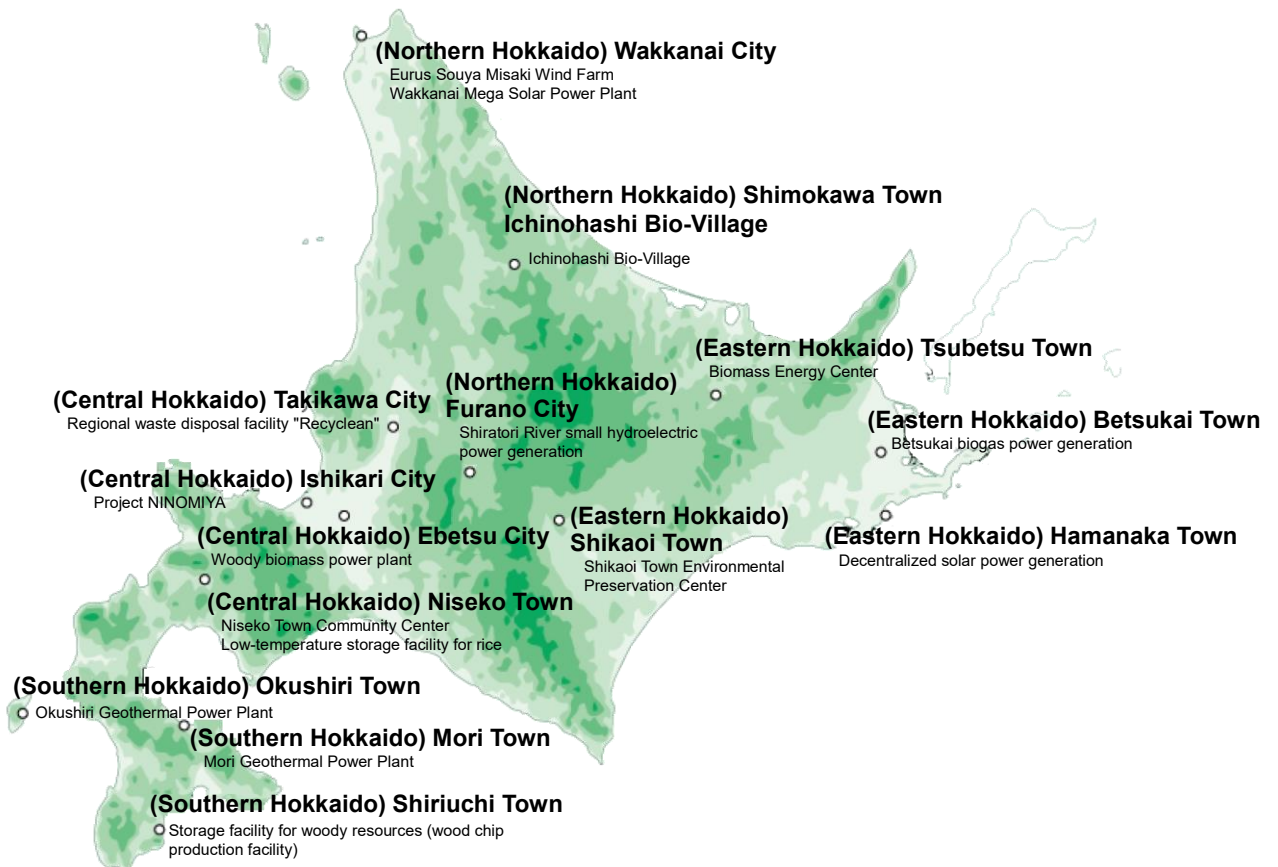 (Northern Hokkaido) Wakkanai City
Eurus Souya Misaki Wind Farm
Wakkanai Mega Solar Power Plant
(Northern Hokkaido) Shimokawa Town
Ichinohashi Bio-Village
Ichinohashi Bio-Village
(Eastern Hokkaido) Tsubetsu Town
Biomass Energy Center
(Northern Hokkaido)
Furano City
Shiratori River small hydroelectric
power generation
(Central Hokkaido) Takikawa City
Regional waste disposal facility "Recyclean"
(Eastern Hokkaido) Betsukai Town
Betsukai biogas power generation
(Central Hokkaido) Ishikari City
Project NINOMIYA
(Central Hokkaido) Ebetsu City
Woody biomass power plant
(Eastern Hokkaido)
Shikaoi Town
Shikaoi Town Environmental
Preservation Center
(Eastern Hokkaido) Hamanaka Town
Decentralized solar power generation
(Central Hokkaido) Niseko Town
Niseko Town Community Center
Low-temperature storage facility for rice
(Southern Hokkaido) Okushiri Town
Okushiri Geothermal Power Plant
(Southern Hokkaido) Mori Town
Mori Geothermal Power Plant
(Southern Hokkaido) Shiriuchi Town
Storage facility for woody resources (wood chip
production facility)